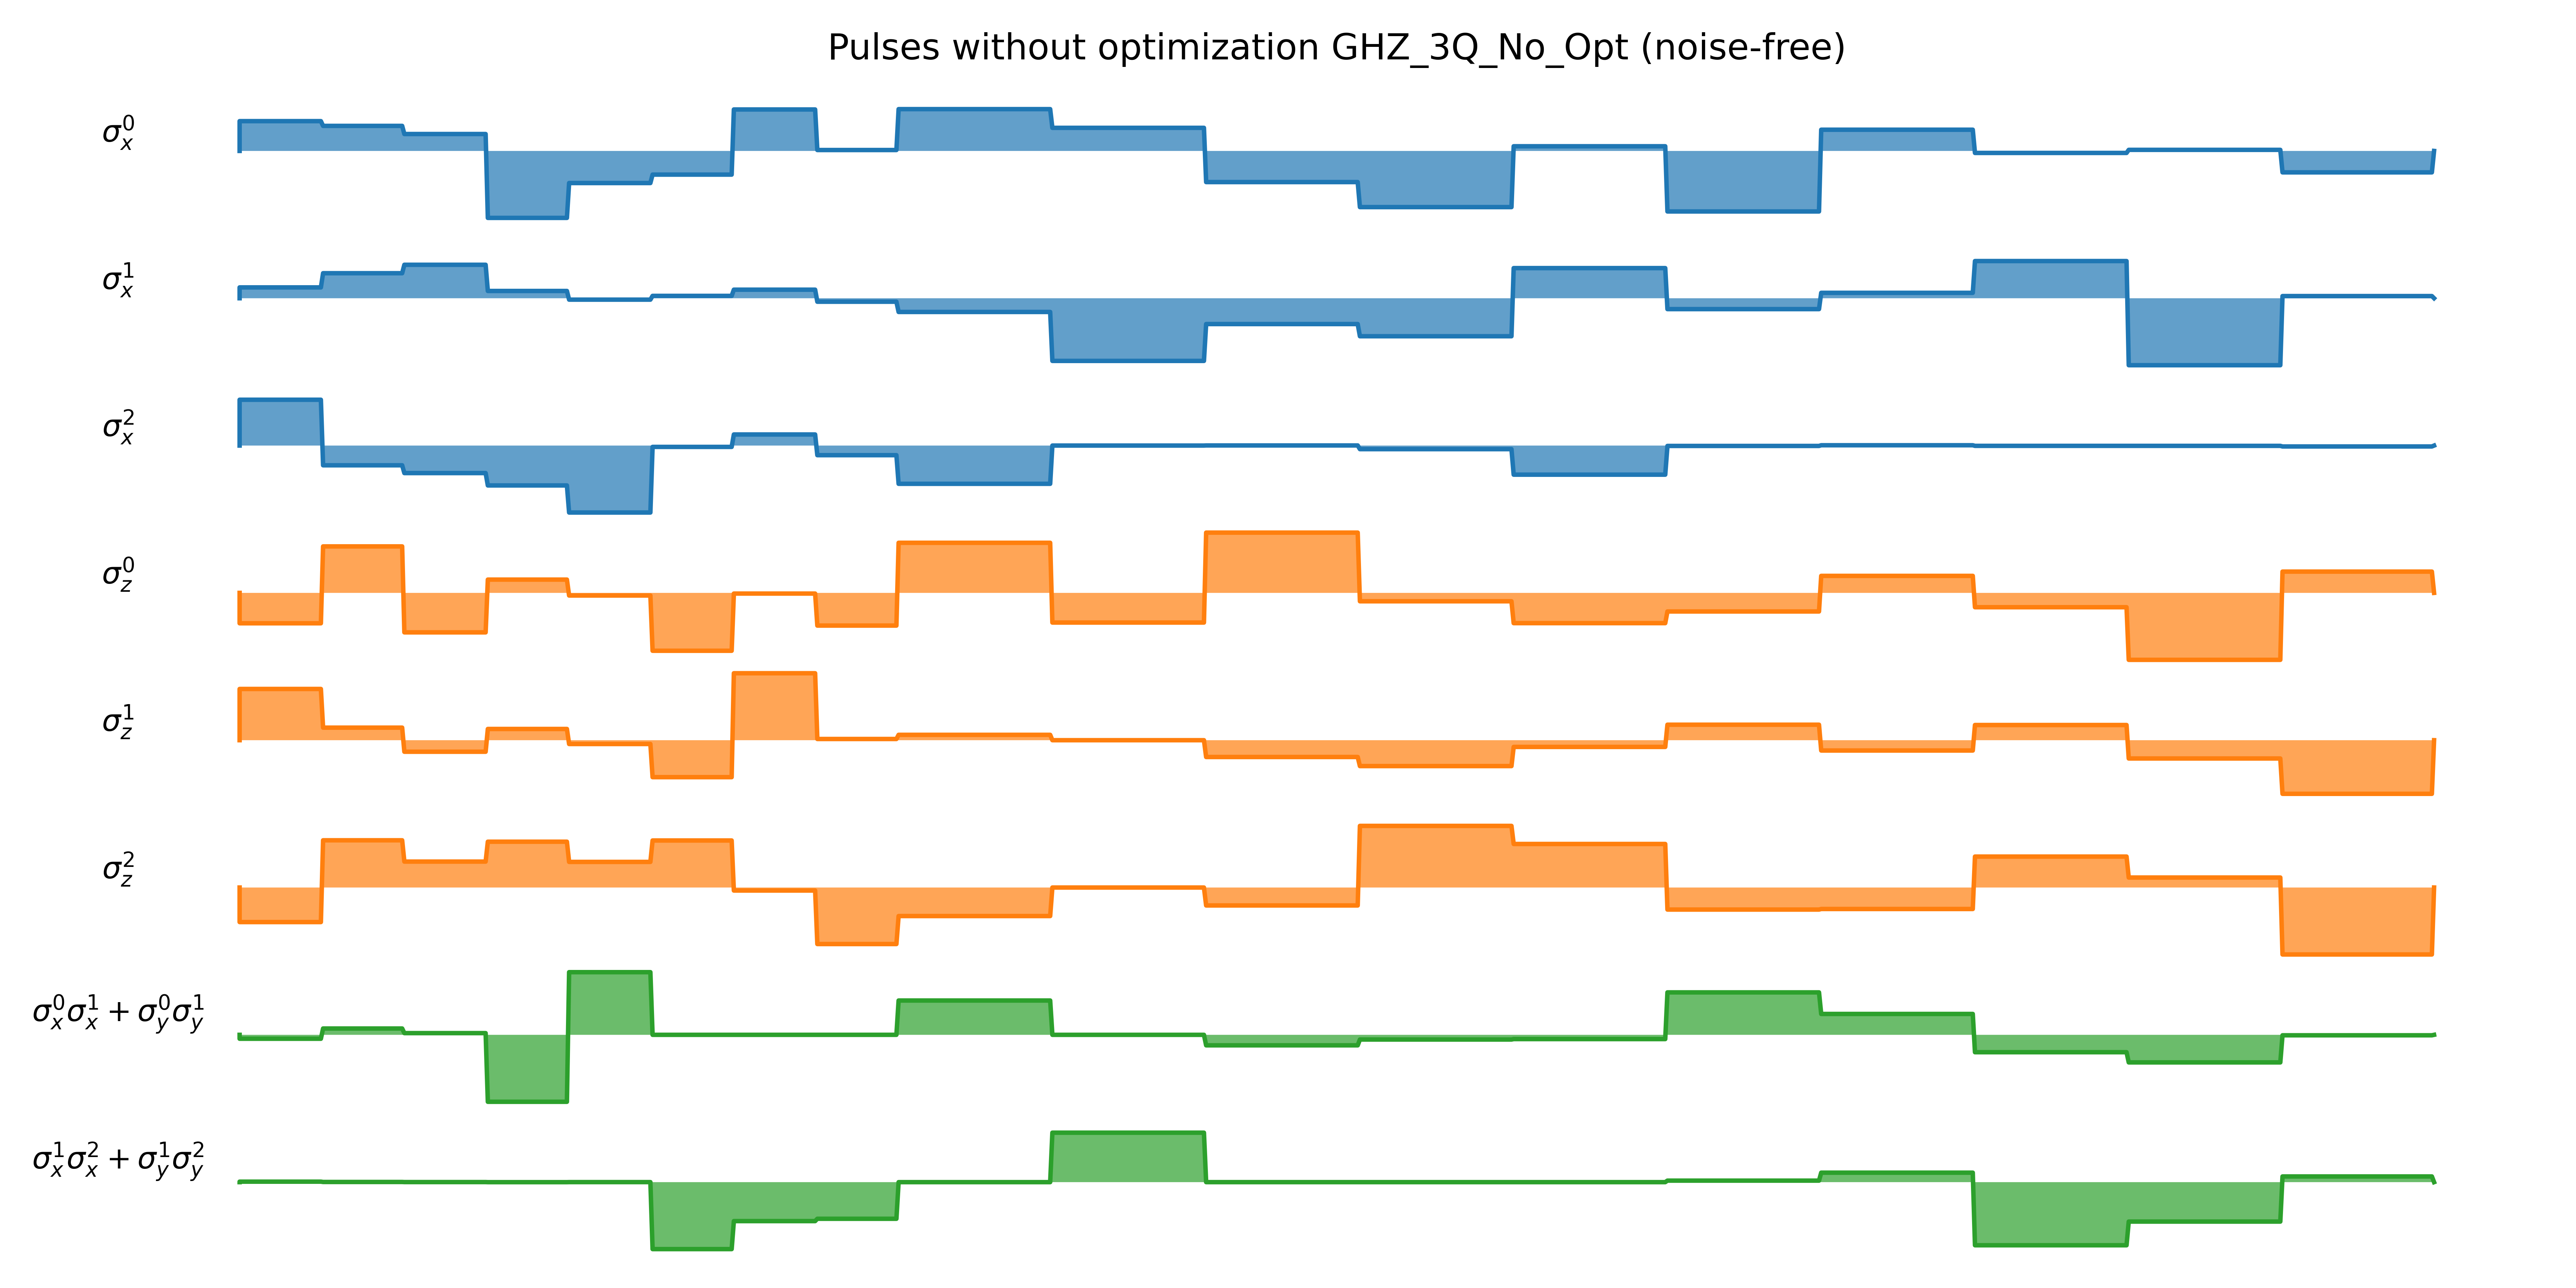 Pulses without optimization GHZ_3Q_No_Opt (noise-free)
σ_x^0
σ_x^1
σ_x^2
σ_z^0
σ_z^1
σ_z^2
σ_x^0σ_x^1 + σ_y^0σ_y^1
σ_x^1σ_x^2 + σ_y^1σ_y^2